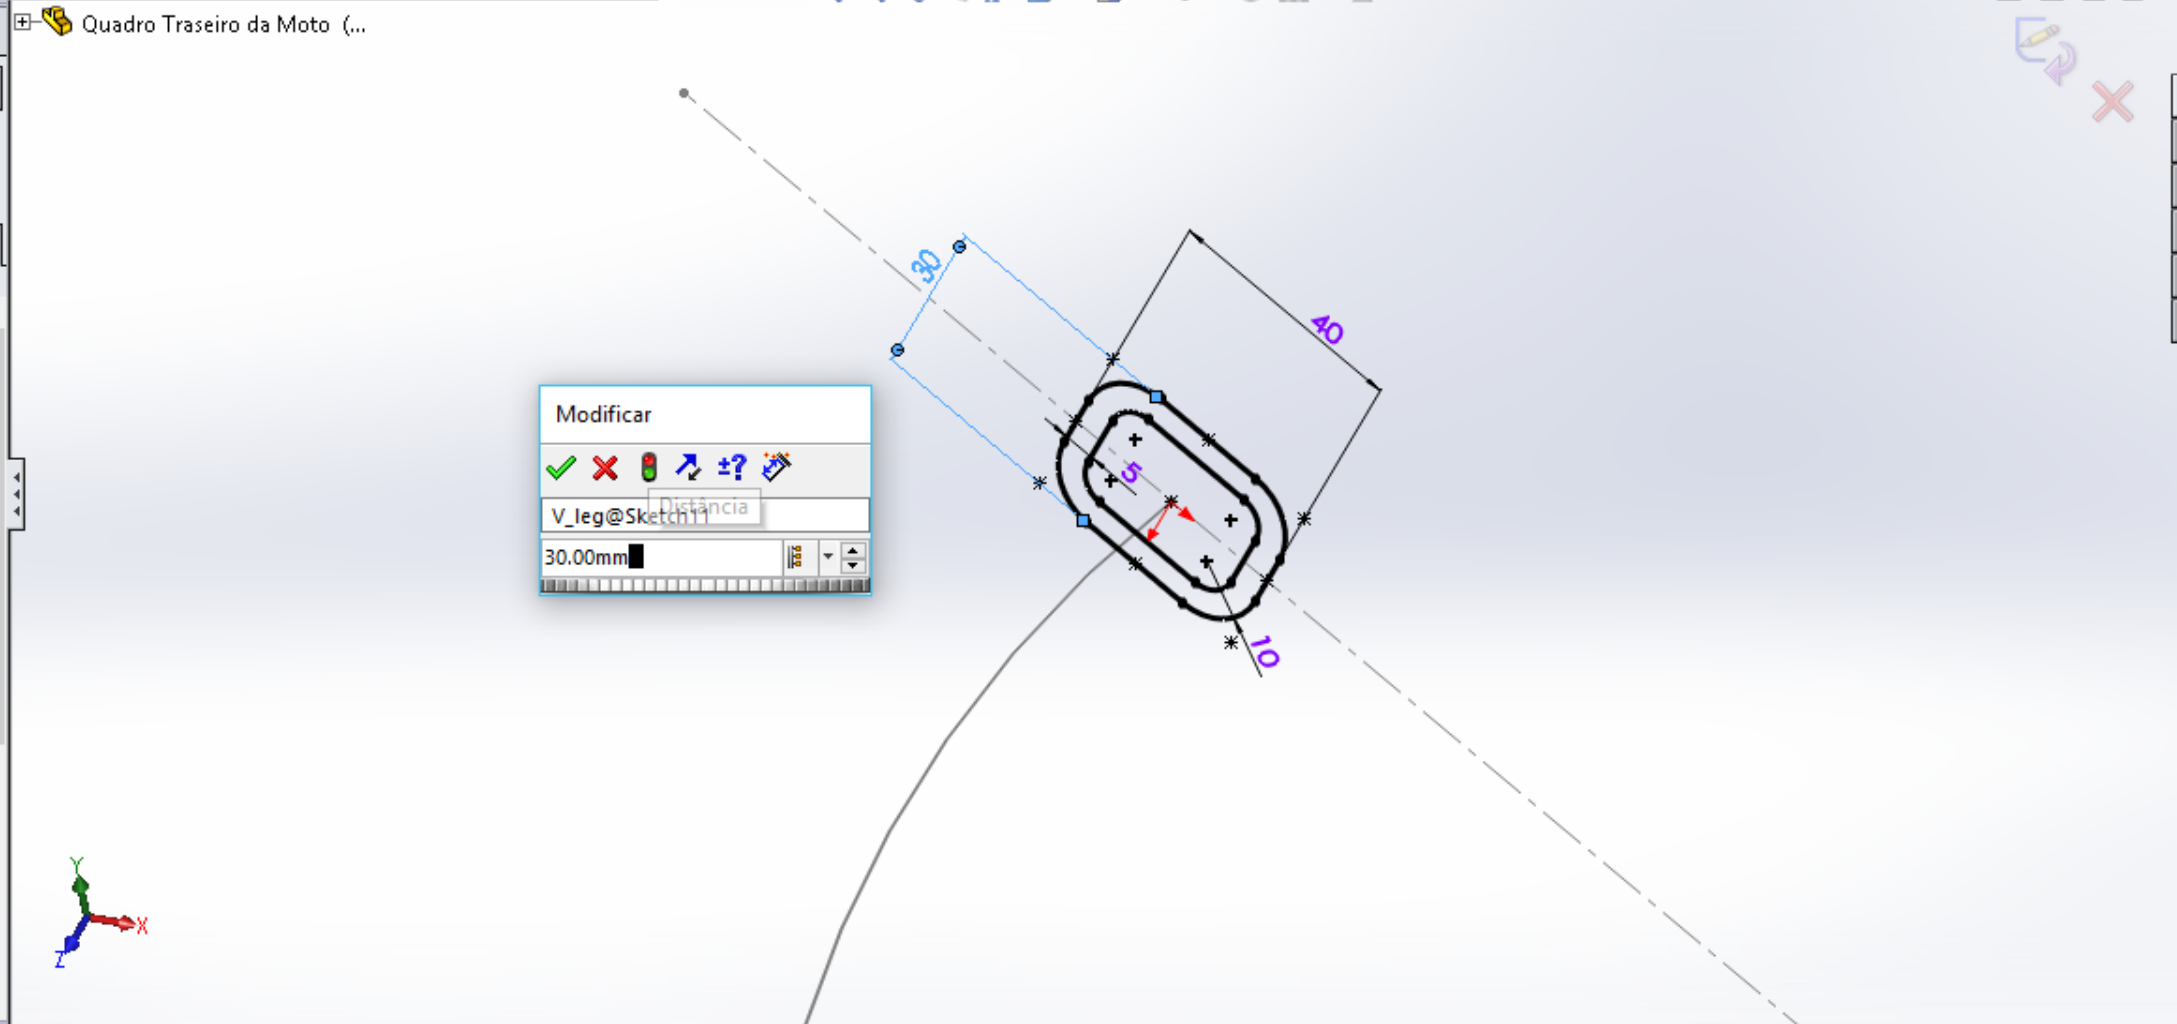 Quadro Traseiro da Moto (...
30
40
Modificar
±?
V_leg@Sketch11
Distância
30.00mm
5
10
Y
X
Z